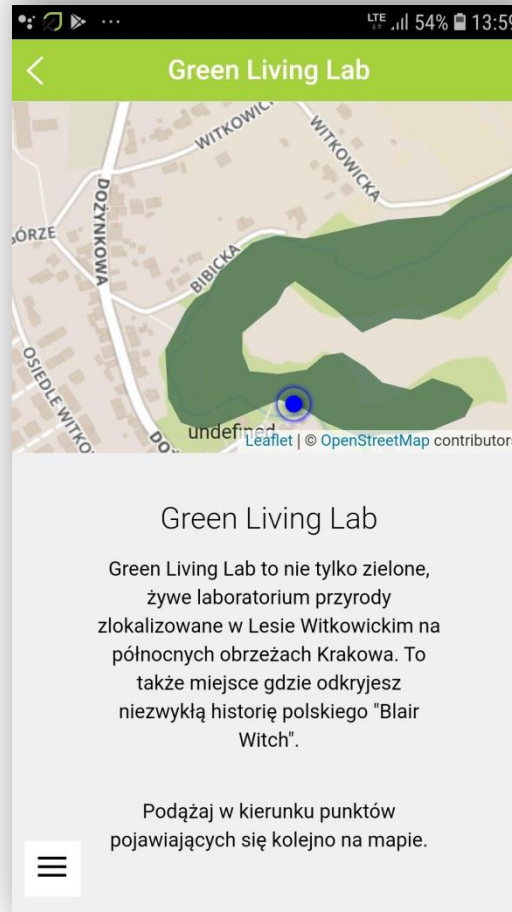 LTE 54% 13:59
Green Living Lab
WITKOWIC
WITKOWICKA
DOŻYNKOWA
ÓRZE
BIBICKA
OSIEDLE WITKO
DO
undefined
Leaflet | © OpenStreetMap contributors
Green Living Lab
Green Living Lab to nie tylko zielone,
żywe laboratorium przyrody
zlokalizowane w Lesie Witkowickim na
północnych obrzeżach Krakowa. To
także miejsce gdzie odkryjesz
niezwykłą historię polskiego "Blair
Witch".
Podążaj w kierunku punktów
pojawiających się kolejno na mapie.